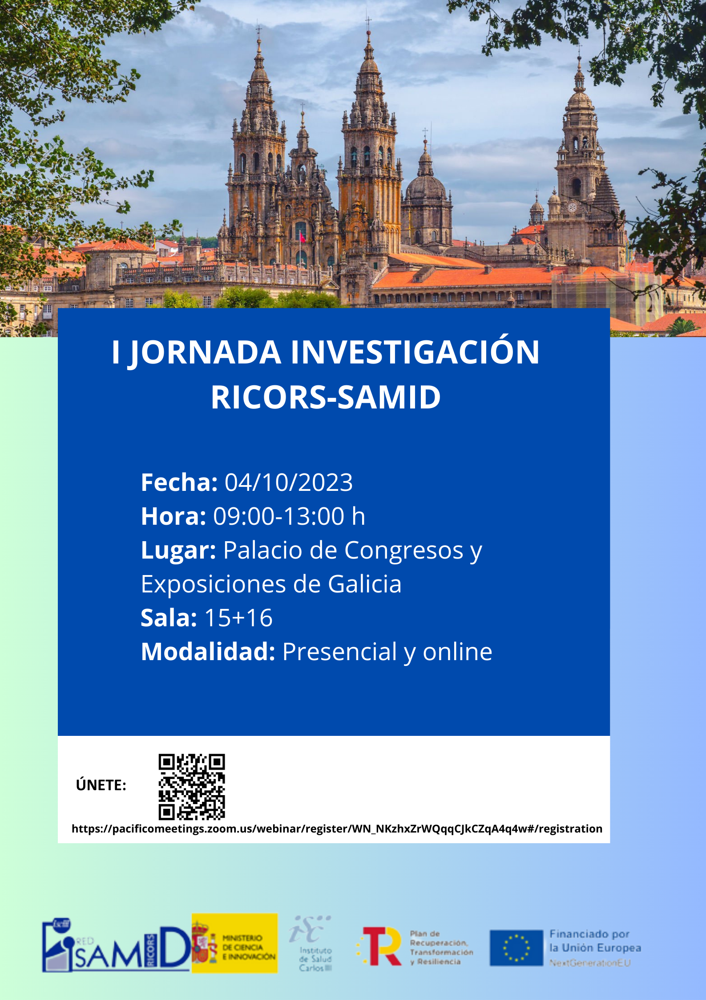 I JORNADA INVESTIGACIÓN
RICORS-SAMID
Fecha: 04/10/2023
Hora: 09:00-13:00 h
Lugar: Palacio de Congresos y
Exposiciones de Galicia
Sala: 15+16
Modalidad: Presencial y online
ÚNETE:
https://pacificomeetings.zoom.us/webinar/register/WN_NKzhxZrWQqqCJkCZqA4q4w#/registration
isciii
RED
SAMID
RICORS
MINISTERIO
DE CIENCIA
E INNOVACIÓN
isciii
Instituto
de Salud
Carlos III
TR
Plan de
Recuperación,
Transformación
y Resiliencia
Financiado por
la Unión Europea
NextGenerationEU